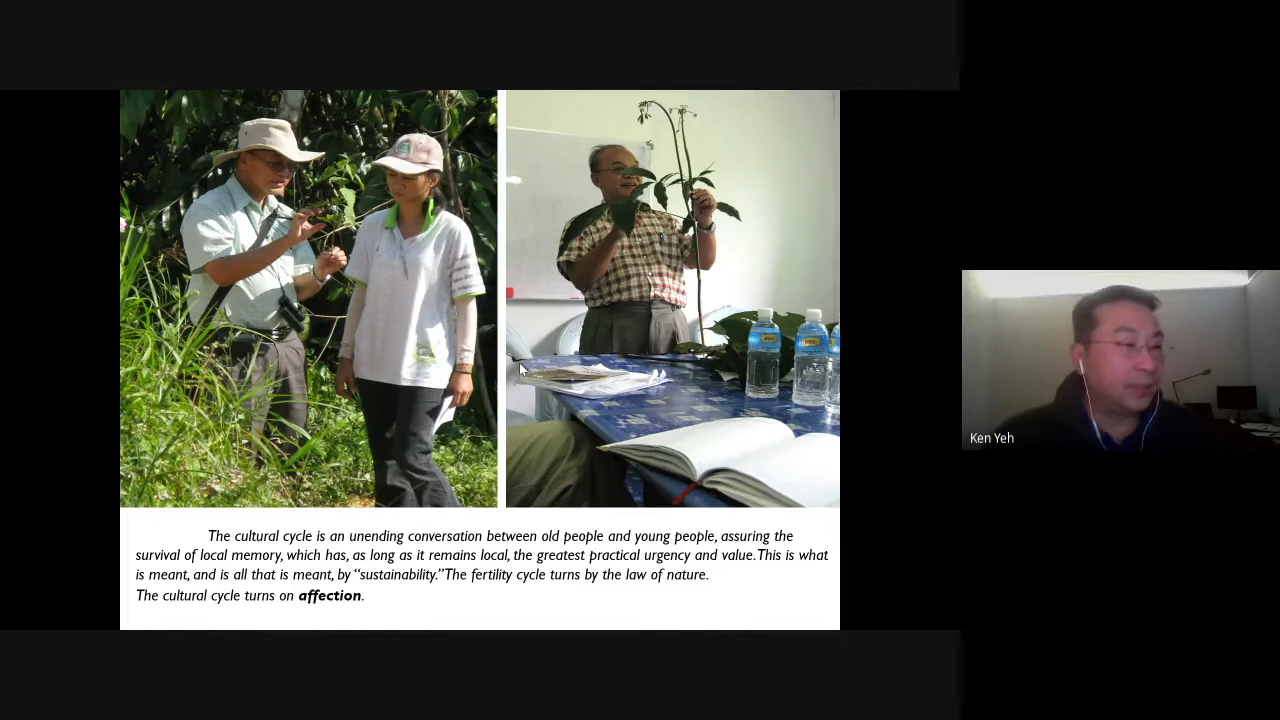 The cultural cycle is an unending conversation between old people and young people, assuring the
survival of local memory, which has, as long as it remains local, the greatest practical urgency and value. This is what
is meant, and is all that is meant, by “sustainability.” The fertility cycle turns by the law of nature.
The cultural cycle turns on affection.
Ken Yeh